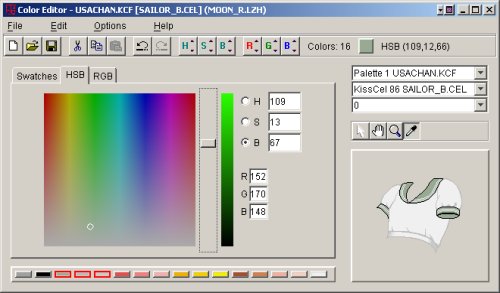 Color Editor - USACHAN.KCF [SAILOR_B.CEL] (MOON_R.LZH)
File Edit Options Help
H S B R G B Colors: 16 HSB (109,12,66)
Swatches HSB RGB
Palette 1 USACHAN.KCF
KissCel 86 SAILOR_B.CEL
0
H 109
S 13
B 67
R 152
G 170
B 148